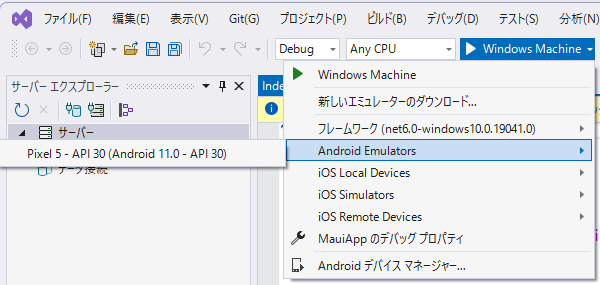 ファイル(F) 編集(E) 表示(V) Git(G) プロジェクト(P) ビルド(B) デバッグ(D) テスト(S) 分析(N)
Debug Any CPU Windows Machine
サーバー エクスプローラー
Inde
Windows Machine
新しいエミュレーターのダウンロード...
サーバー
フレームワーク (net6.0-windows10.0.19041.0)
Pixel 5 - API 30 (Android 11.0 - API 30)
Android Emulators
データ接続
iOS Local Devices
iOS Simulators
iOS Remote Devices
MauiApp のデバッグ プロパティ
Android デバイス マネージャー...